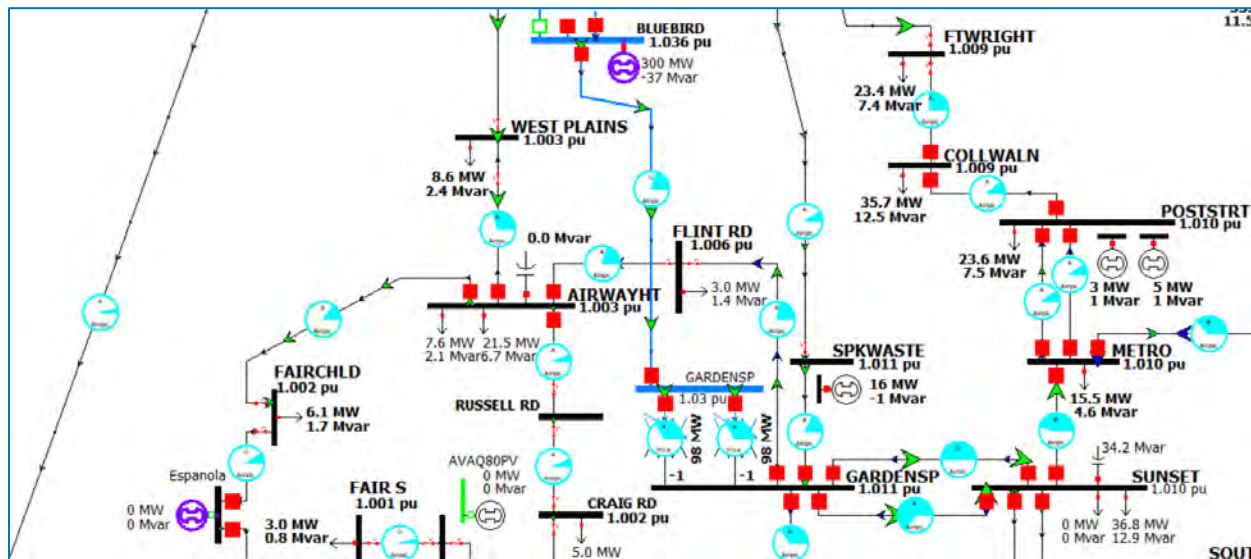 11.5
BLUEBIRD
1.036 pu
300 MW
-37 Mvar
FTWRIGHT
1.009 pu
23.4 MW
7.4 Mvar
WEST PLAINS
1.003 pu
8.6 MW
2.4 Mvar
COLLWALN
1.009 pu
35.7 MW
12.5 Mvar
POSTSTRT
1.010 pu
23.6 MW
7.5 Mvar
3 MW
1 Mvar
5 MW
1 Mvar
0.0 Mvar
FLINT RD
1.006 pu
3.0 MW
1.4 Mvar
AIRWAYHT
1.003 pu
7.6 MW
2.1 Mvar
21.5 MW
6.7 Mvar
SPKWASTE
1.011 pu
16 MW
-1 Mvar
METRO
1.010 pu
15.5 MW
4.6 Mvar
FAIRCHLD
1.002 pu
6.1 MW
1.7 Mvar
GARDENSP
1.03 pu
98 MW
98 MW
-1
-1
RUSSELL RD
34.2 Mvar
Espanola
0 MW
0 Mvar
AVAQ80PV
0 MW
0 Mvar
GARDENSP
1.011 pu
SUNSET
1.010 pu
0 MW
0 Mvar
36.8 MW
12.9 Mvar
FAIR S
1.001 pu
3.0 MW
0.8 Mvar
CRAIG RD
1.002 pu
5.0 MW
SOUT